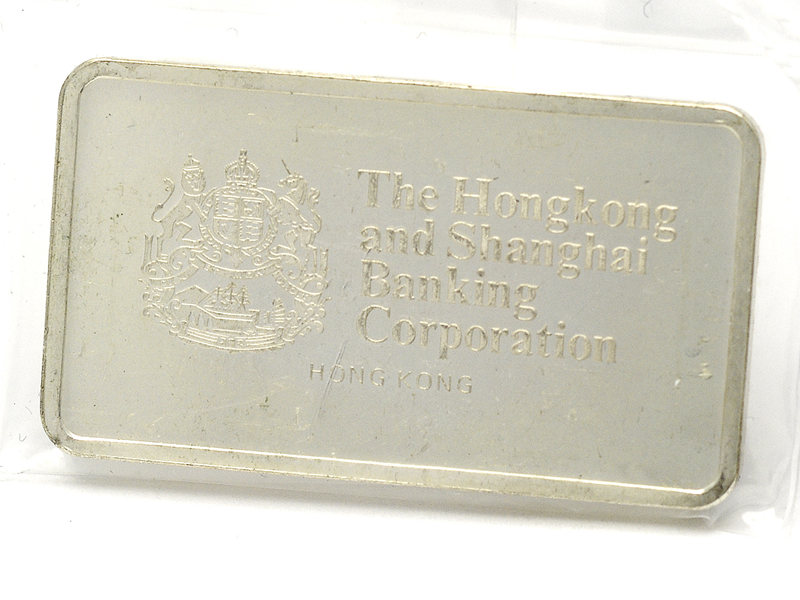 The Hongkong
and Shanghai
Banking
Corporation
HONG KONG